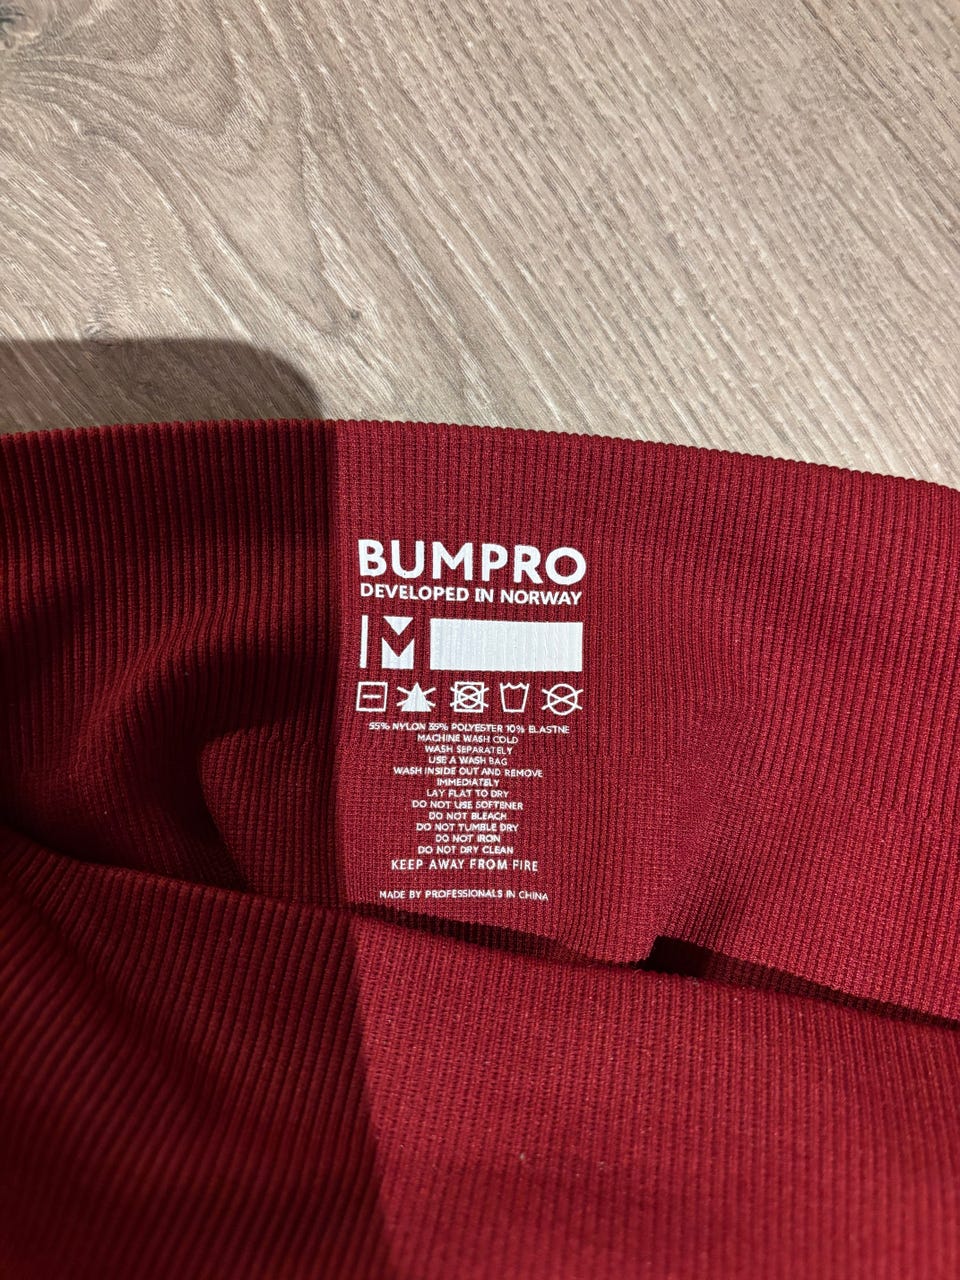 BUMPRO
DEVELOPED IN NORWAY
M
55% NYLON 35% POLYESTER 10% ELASTNE
MACHINE WASH COLD
WASH SEPARATELY
USE A WASH BAG
WASH INSIDE OUT AND REMOVE
IMMEDIATELY
LAY FLAT TO DRY
DO NOT USE SOFTENER
DO NOT BLEACH
DO NOT TUMBLE DRY
DO NOT IRON
DO NOT DRY CLEAN
KEEP AWAY FROM FIRE
MADE BY PROFESSIONALS IN CHINA